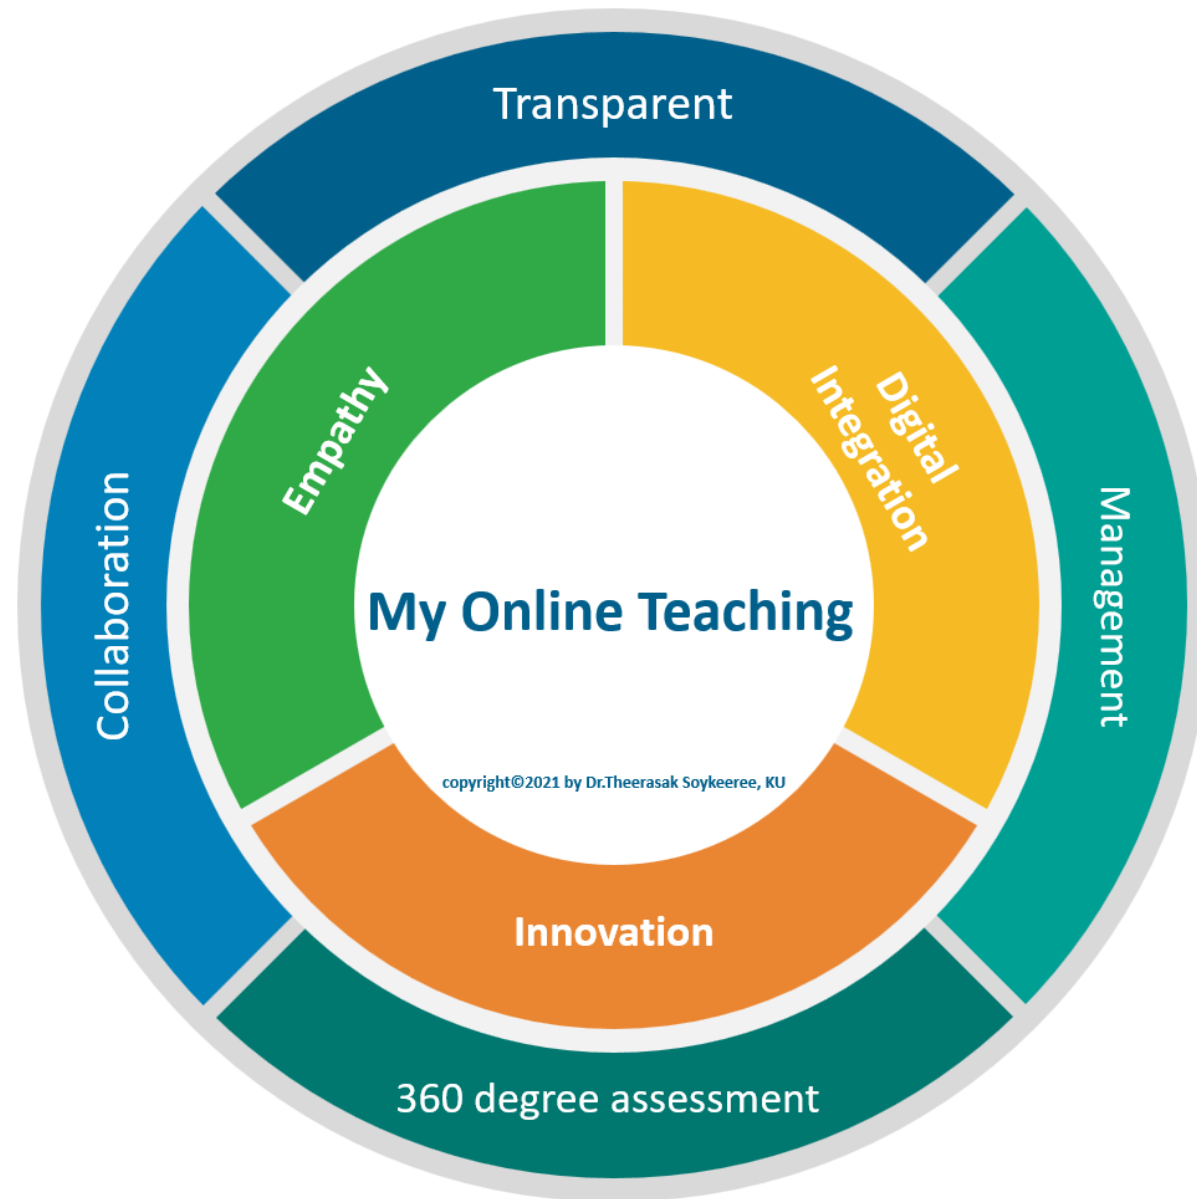 Transparent
Empathy
Digital
Integration
Collaboration
My Online Teaching
Management
copyright©2021 by Dr.Theerasak Soykeeree, KU
Innovation
360 degree assessment